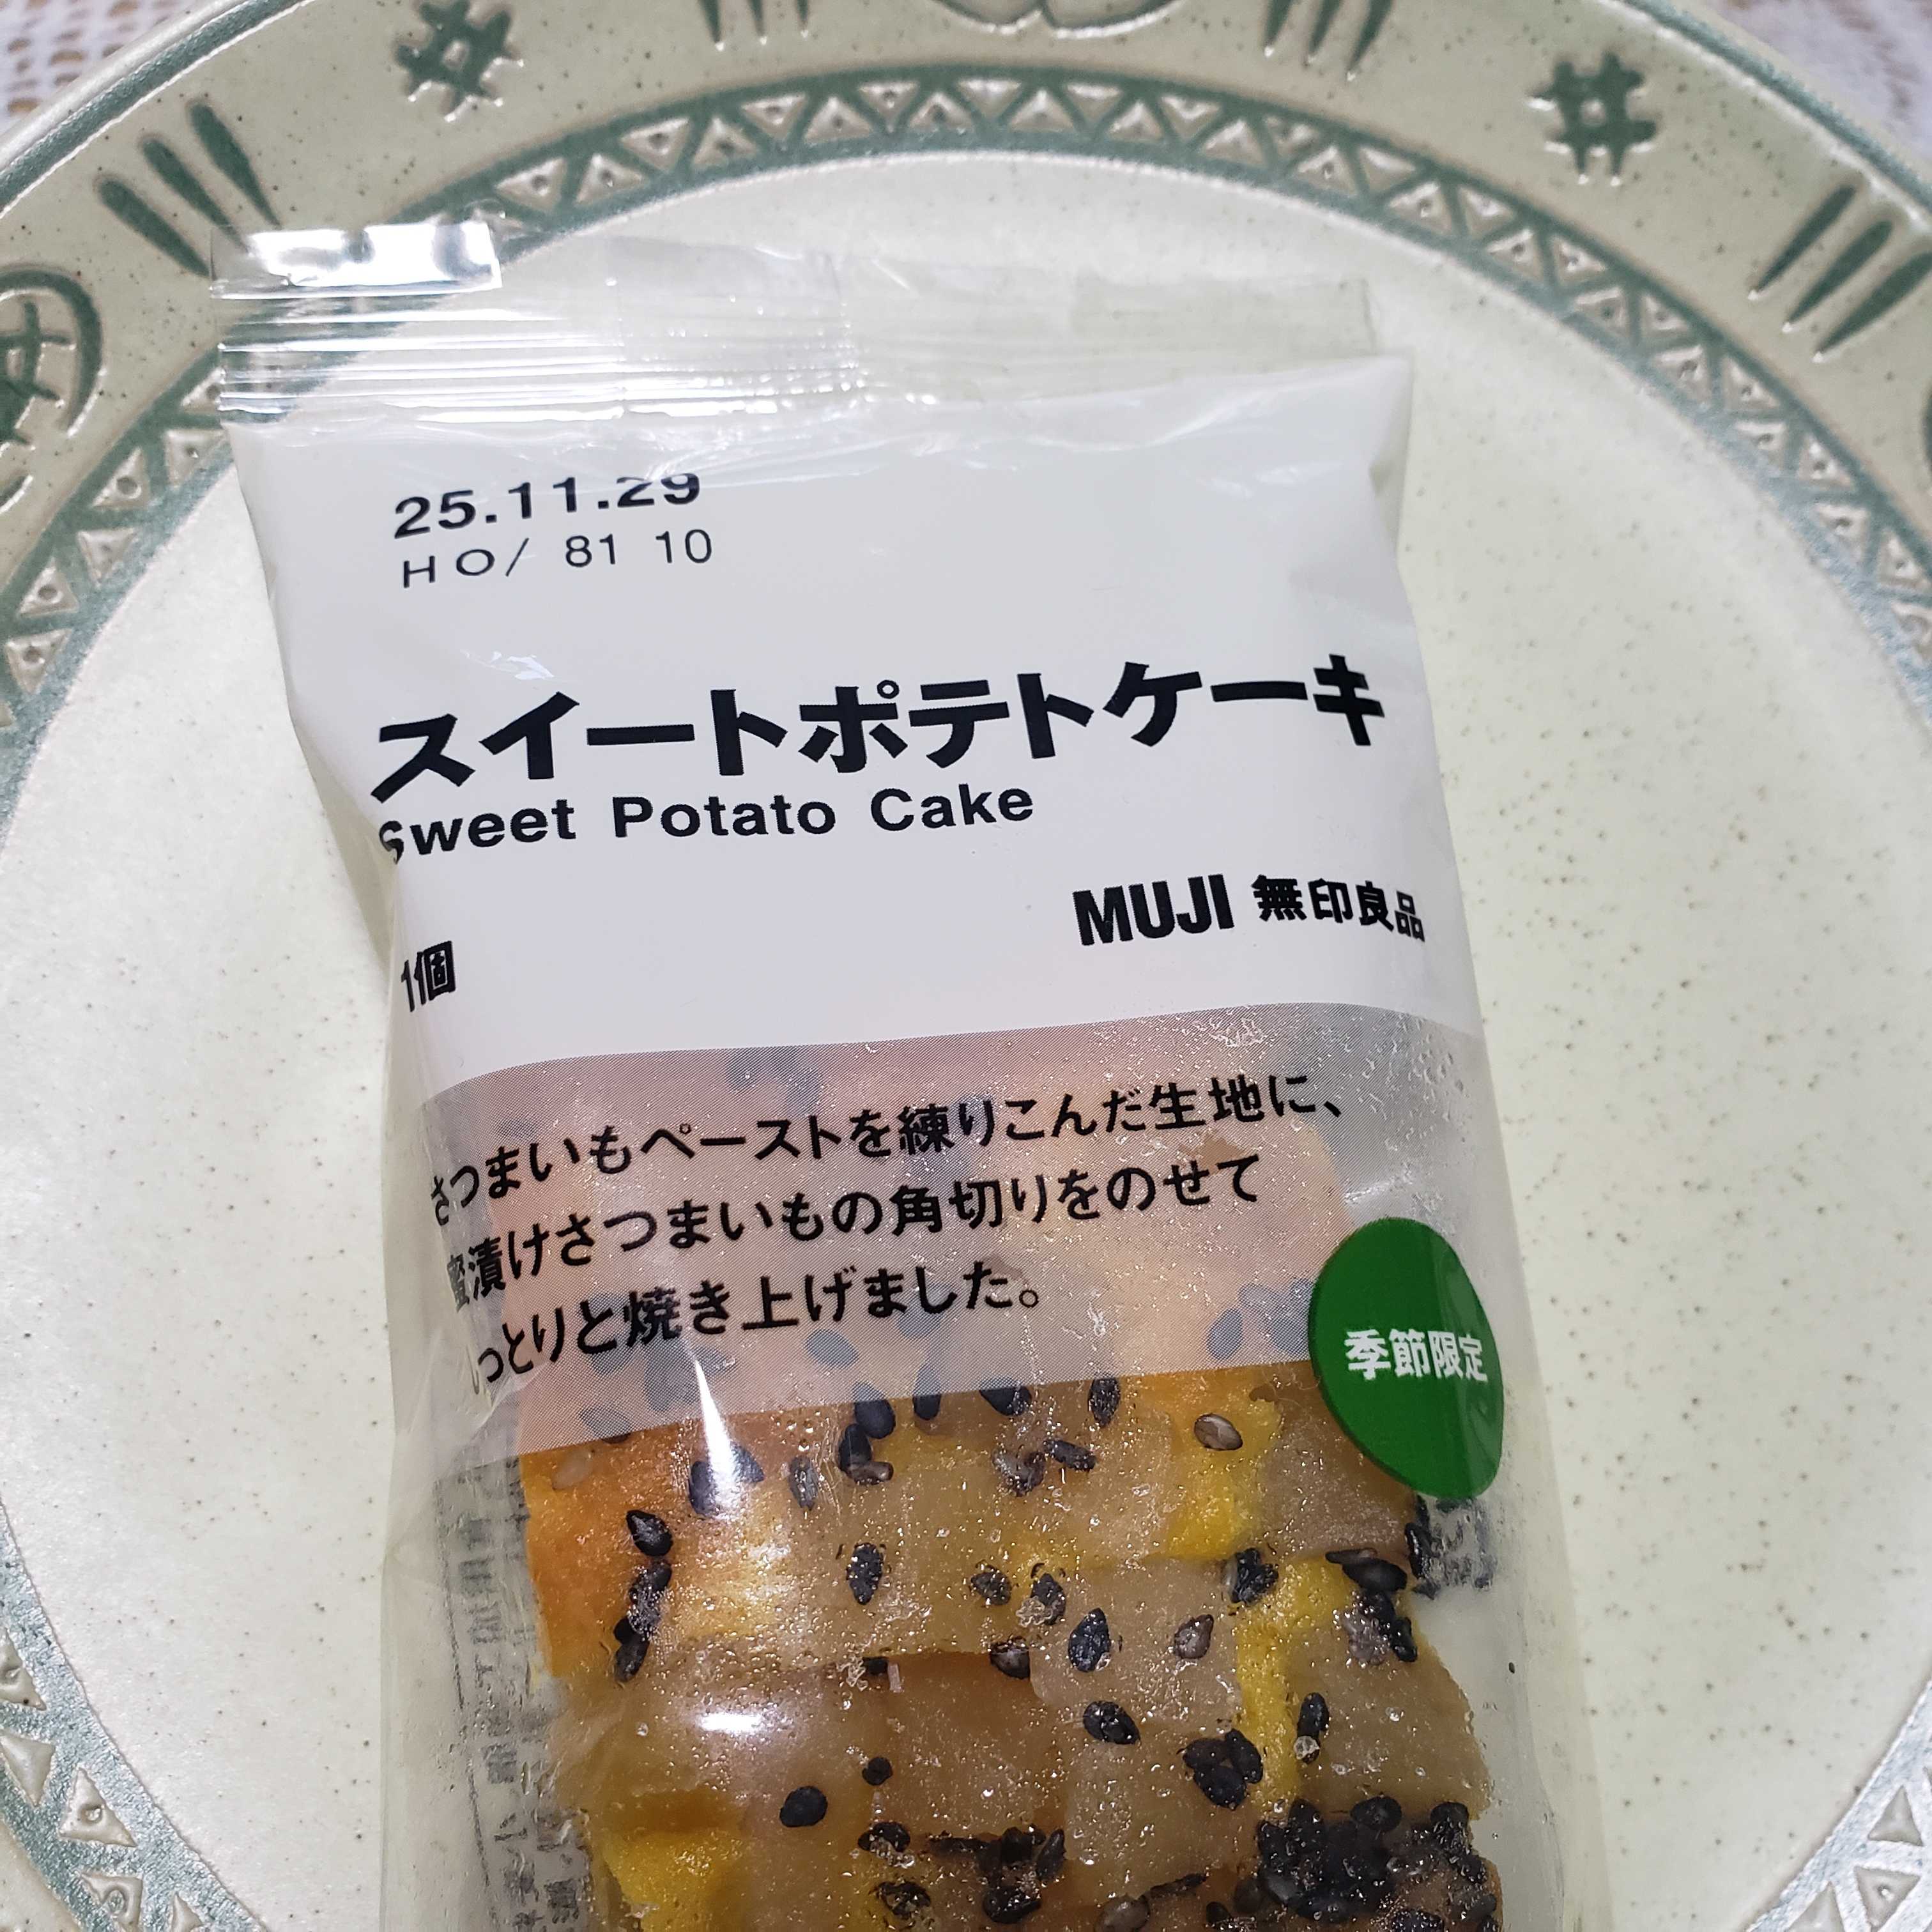 25.11.29
HO/ 81 10
スイートポテトケーキ
Sweet Potato Cake
MUJI 無印良品
1個
さつまいもペーストを練りこんだ生地に、
蜜漬けさつまいもの角切りをのせて
しっとりと焼き上げました。
季節限定